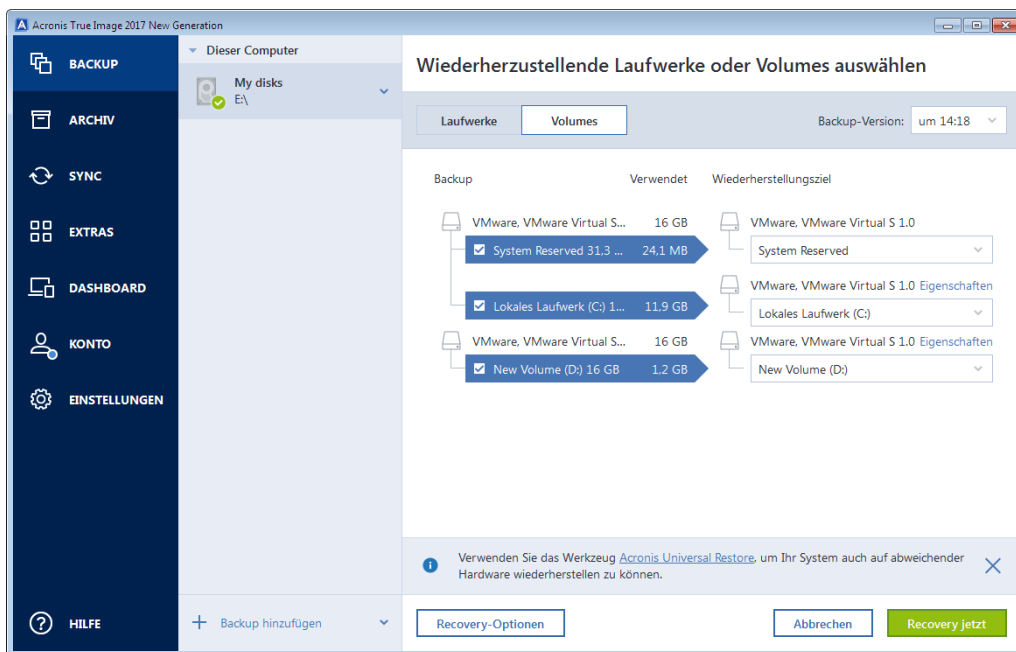 Acronis True Image 2017 New Generation
BACKUP
ARCHIV
SYNC
EXTRAS
DASHBOARD
KONTO
EINSTELLUNGEN
HILFE
Dieser Computer
My disks
E:\
Backup hinzufügen
Wiederherzustellende Laufwerke oder Volumes auswählen
Laufwerke Volumes Backup-Version: um 14:18
Backup Verwendet Wiederherstellungsziel
VMware, VMware Virtual S... 16 GB VMware, VMware Virtual S 1.0
System Reserved 31,3 ... 24,1 MB System Reserved
VMware, VMware Virtual S 1.0 Eigenschaften
Lokales Laufwerk (C:) 1... 11,9 GB Lokales Laufwerk (C:)
VMware, VMware Virtual S... 16 GB VMware, VMware Virtual S 1.0 Eigenschaften
New Volume (D:) 16 GB 1,2 GB New Volume (D:)
Verwenden Sie das Werkzeug Acronis Universal Restore, um Ihr System auch auf abweichender
Hardware wiederherstellen zu können.
Recovery-Optionen Abbrechen Recovery jetzt